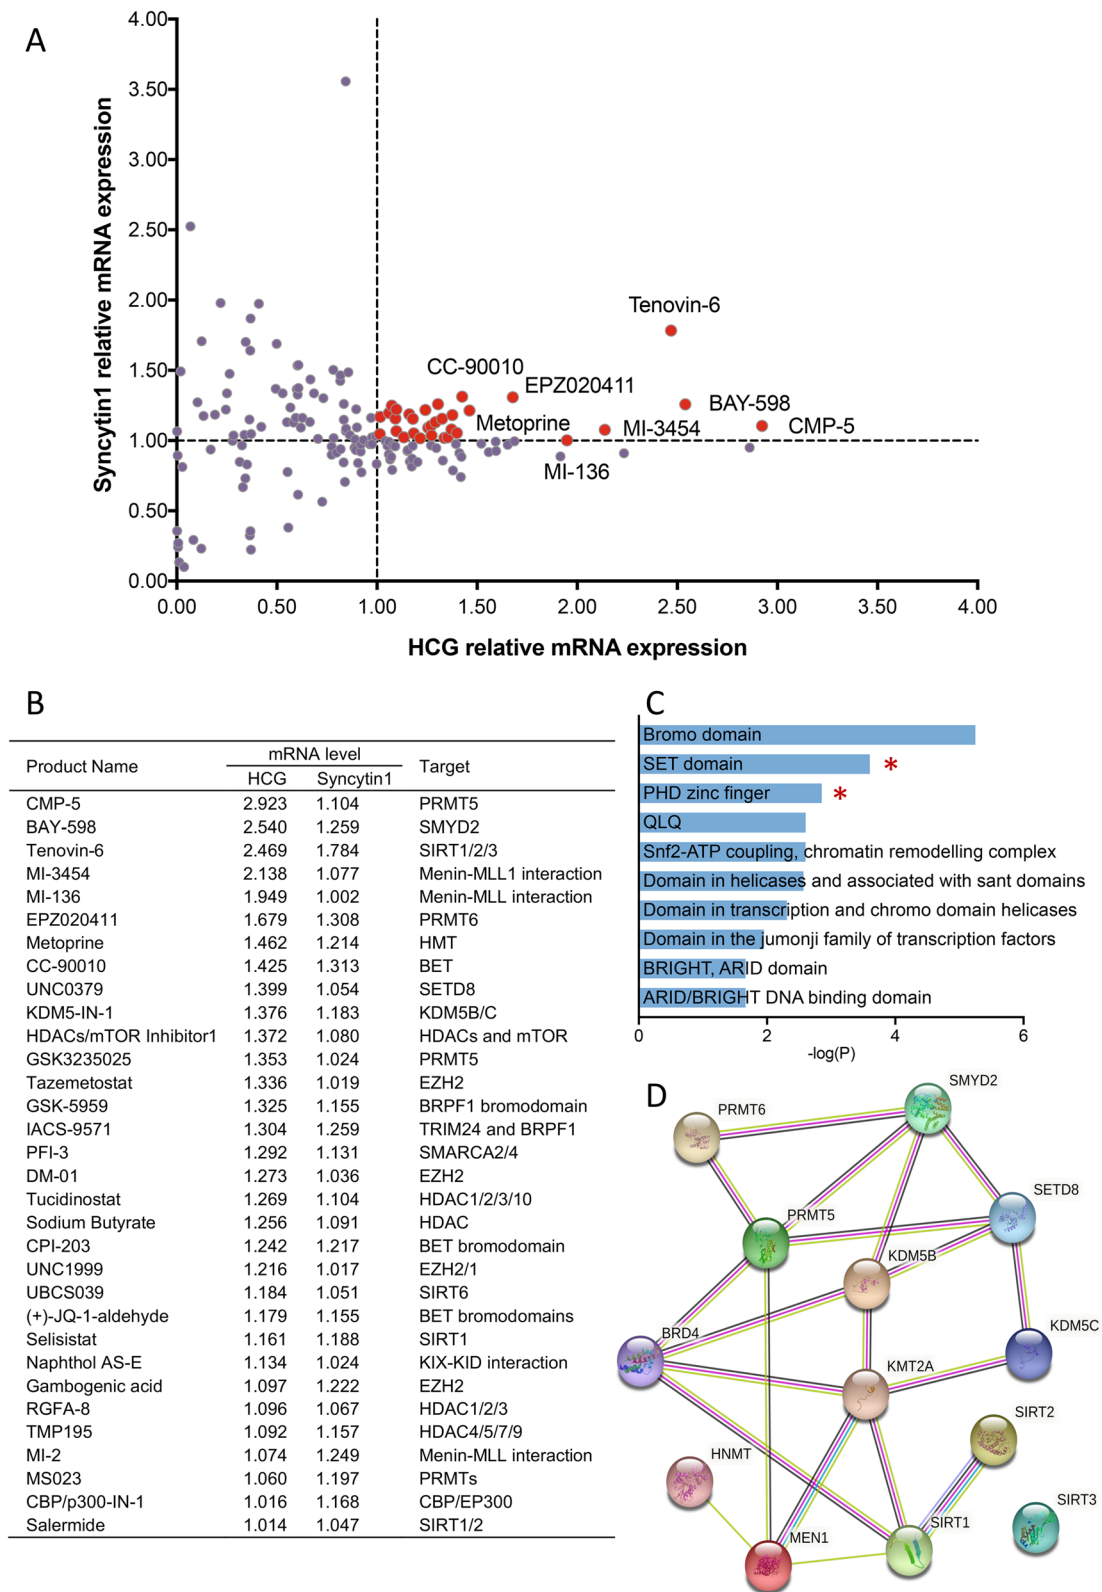 A
4.00
3.50
3.00
2.50
2.00
1.50
1.00
0.50
0.00
Syncytin1 relative mRNA expression
Tenovin-6
CC-90010
EPZ020411
BAY-598
Metoprine
MI-3454
CMP-5
MI-136
0.00 0.50 1.00 1.50 2.00 2.50 3.00 3.50 4.00
HCG relative mRNA expression
B
Product Name mRNA level Target
HCG Syncytin1
CMP-5 2.923 1.104 PRMT5
BAY-598 2.540 1.259 SMYD2
Tenovin-6 2.469 1.784 SIRT1/2/3
MI-3454 2.138 1.077 Menin-MLL1 interaction
MI-136 1.949 1.002 Menin-MLL interaction
EPZ020411 1.679 1.308 PRMT6
Metoprine 1.462 1.214 HMT
CC-90010 1.425 1.313 BET
UNC0379 1.399 1.054 SETD8
KDM5-IN-1 1.376 1.183 KDM5B/C
HDACs/mTOR Inhibitor1 1.372 1.080 HDACs and mTOR
GSK3235025 1.353 1.024 PRMT5
Tazemetostat 1.336 1.019 EZH2
GSK-5959 1.325 1.155 BRPF1 bromodomain
IACS-9571 1.304 1.259 TRIM24 and BRPF1
PFI-3 1.292 1.131 SMARCA2/4
DM-01 1.273 1.036 EZH2
Tucidinostat 1.269 1.104 HDAC1/2/3/10
Sodium Butyrate 1.256 1.091 HDAC
CPI-203 1.242 1.217 BET bromodomain
UNC1999 1.216 1.017 EZH2/1
UBCS039 1.184 1.051 SIRT6
(+)-JQ-1-aldehyde 1.179 1.155 BET bromodomains
Selisistat 1.161 1.188 SIRT1
Naphthol AS-E 1.134 1.024 KIX-KID interaction
Gambogenic acid 1.097 1.222 EZH2
RGFA-8 1.096 1.067 HDAC1/2/3
TMP195 1.092 1.157 HDAC4/5/7/9
MI-2 1.074 1.249 Menin-MLL interaction
MS023 1.060 1.197 PRMTs
CBP/p300-IN-1 1.016 1.168 CBP/EP300
Salermide 1.014 1.047 SIRT1/2
C
Bromo domain
SET domain *
PHD zinc finger *
QLQ
Snf2-ATP coupling, chromatin remodelling complex
Domain in helicases and associated with sant domains
Domain in transcription and chromo domain helicases
Domain in the jumonji family of transcription factors
BRIGHT, ARID domain
ARID/BRIGHT DNA binding domain
0 2 4 6
-log(P)
D
SMYD2
PRMT6
SETD8
PRMT5
KDM5B
KDM5C
BRD4
KMT2A
SIRT2
HNMT
SIRT3
SIRT1
MEN1